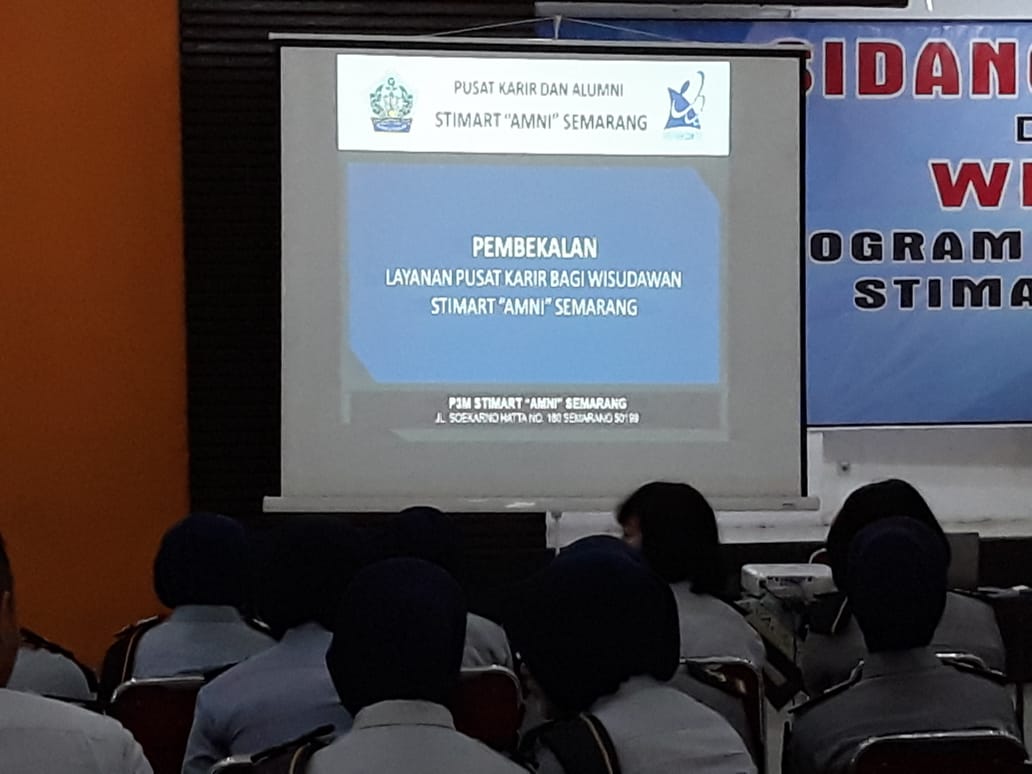 PUSAT KARIR DAN ALUMNI
STIMART "AMNI" SEMARANG
PEMBEKALAN
LAYANAN PUSAT KARIR BAGI WISUDAWAN
STIMART "AMNI" SEMARANG
P3M STIMART "AMNI" SEMARANG
JL. SOEKARNO HATTA NO. 180 SEMARANG 50199
SIDANG
WI
OGRAM
STIMA